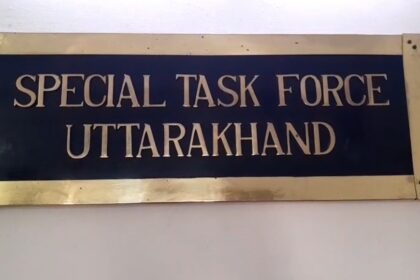 SPECIAL TASK FORCE
UTTARAKHAND